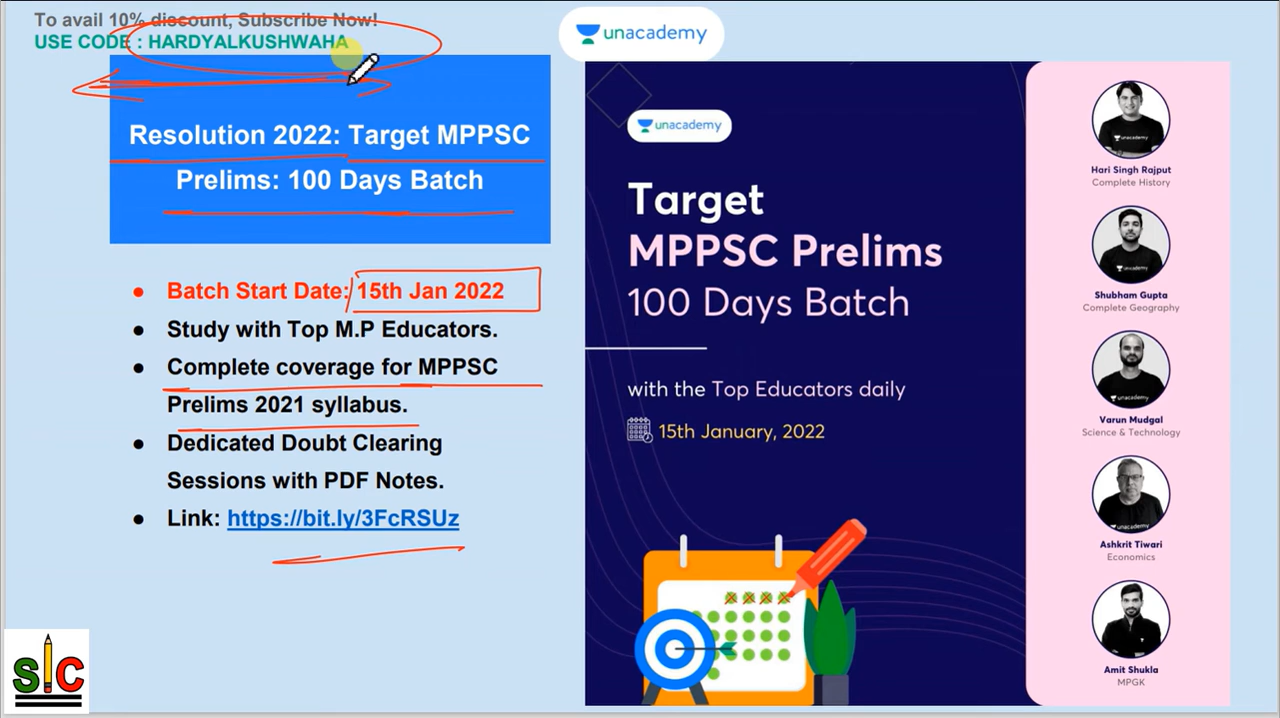 To avail 10% discount, Subscribe Now!
USE CODE : HARDYALKUSHWAHA
Resolution 2022: Target MPPSC
Prelims: 100 Days Batch
● Batch Start Date: 15th Jan 2022
● Study with Top M.P Educators.
● Complete coverage for MPPSC
Prelims 2021 syllabus.
● Dedicated Doubt Clearing
Sessions with PDF Notes.
● Link: https://bit.ly/3FcRSUz
SIC
unacademy
unacademy
Target
MPPSC Prelims
100 Days Batch
with the Top Educators daily
15th January, 2022
unacademy
Hari Singh Rajput
Complete History
unacademy
Shubham Gupta
Complete Geography
unacademy
Varun Mudgal
Science & Technology
unacademy
Ashkrit Tiwari
Economics
Amit Shukla
MPGK